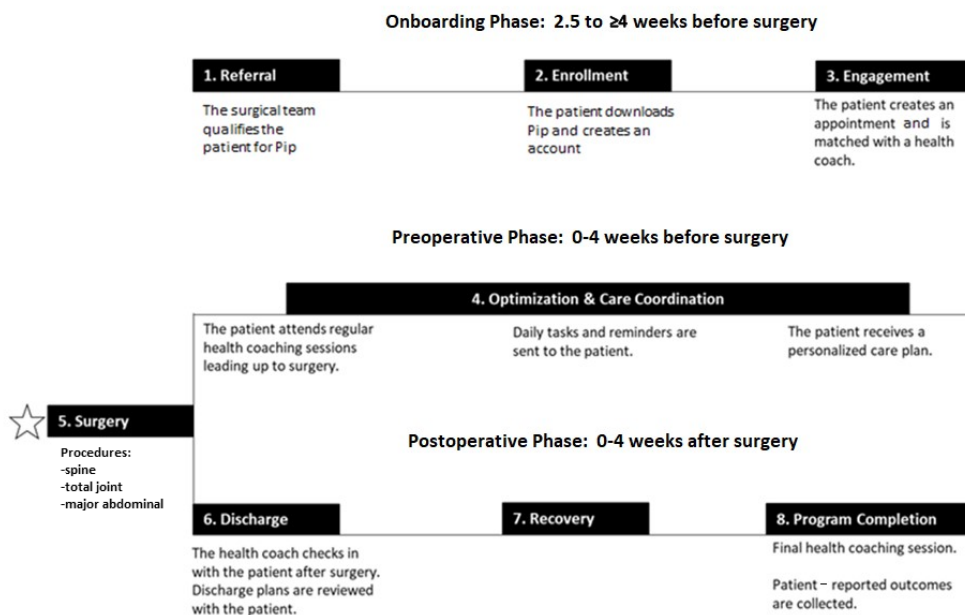 Onboarding Phase: 2.5 to ≥4 weeks before surgery
1. Referral
The surgical team
qualifies the
patient for Pip
2. Enrollment
The patient downloads
Pip and creates an
account
3. Engagement
The patient creates an
appointment and is
matched with a health
coach.
Preoperative Phase: 0-4 weeks before surgery
4. Optimization & Care Coordination
The patient attends regular
health coaching sessions
leading up to surgery.
Daily tasks and reminders are
sent to the patient.
The patient receives a
personalized care plan.
5. Surgery
Procedures:
-spine
-total joint
-major abdominal
Postoperative Phase: 0-4 weeks after surgery
6. Discharge
The health coach checks in
with the patient after surgery.
Discharge plans are reviewed
with the patient.
7. Recovery
8. Program Completion
Final health coaching session.
Patient – reported outcomes
are collected.